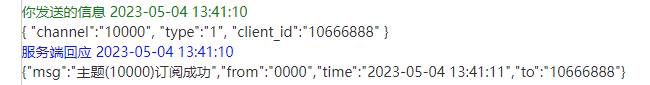 你发送的信息 2023-05-04 13:41:10
{ "channel":"10000", "type":"1", "client_id":"10666888" }
服务端回应 2023-05-04 13:41:10
{"msg":"主题(10000)订阅成功","from":"0000","time":"2023-05-04 13:41:11","to":"10666888"}